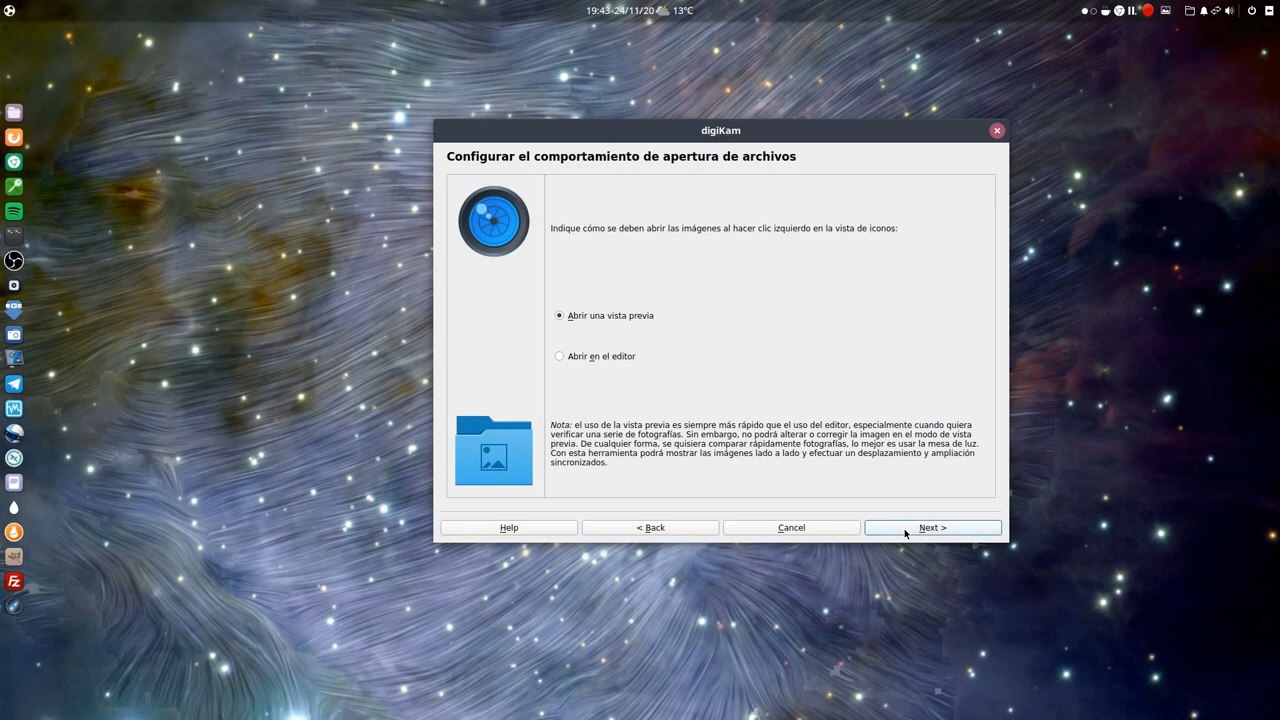 19:43-24/11/20 13°C
digiKam
Configurar el comportamiento de apertura de archivos
Indique cómo se deben abrir las imágenes al hacer clic izquierdo en la vista de iconos:
Abrir una vista previa
Abrir en el editor
Nota: el uso de la vista previa es siempre más rápido que el uso del editor, especialmente cuando quiera
verificar una serie de fotografías. Sin embargo, no podrá alterar o corregir la imagen en el modo de vista
previa. De cualquier forma, se quisiera comparar rápidamente fotografías, lo mejor es usar la mesa de luz.
Con esta herramienta podrá mostrar las imágenes lado a lado y efectuar un desplazamiento y ampliación
sincronizados.
Help < Back Cancel Next >
Fz